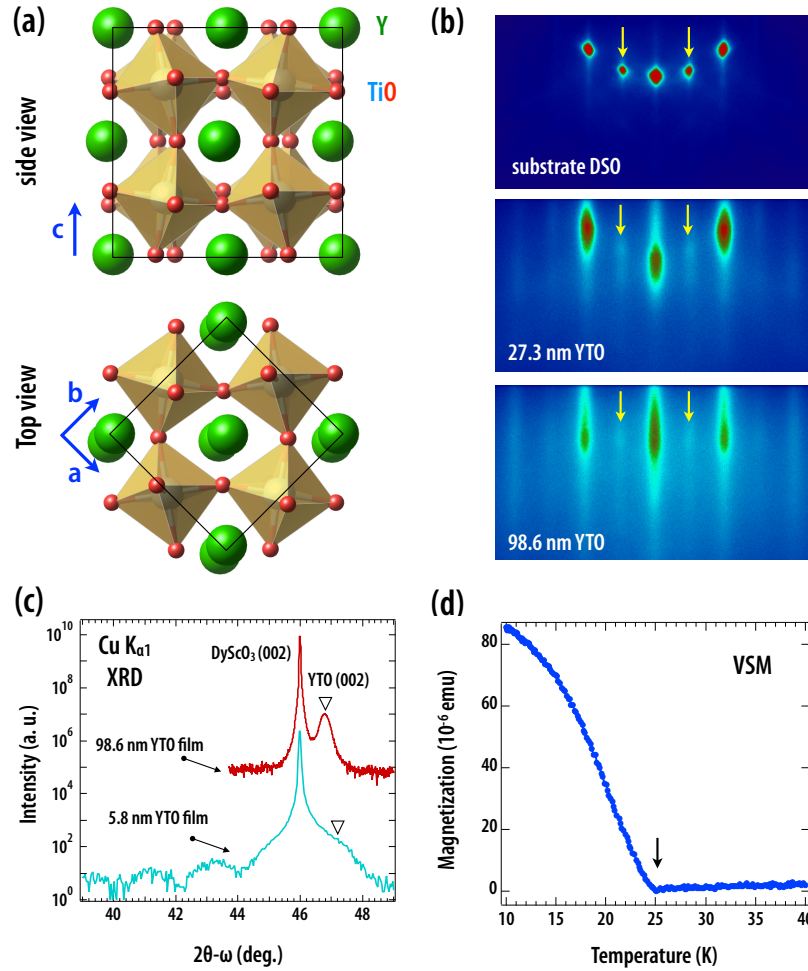 (a)
Y
TiO
side view
c
Top view
b
a
(b)
substrate DSO
27.3 nm YTO
98.6 nm YTO
(c)
Cu Kα1
XRD
DyScO3 (002)
YTO (002)
98.6 nm YTO film
5.8 nm YTO film
Intensity (a. u.)
10^10
10^8
10^6
10^4
10^2
10^0
40 42 44 46 48
2θ-ω (deg.)
(d)
VSM
Magnetization (10^-6 emu)
80
60
40
20
0
10 15 20 25 30 35 40
Temperature (K)